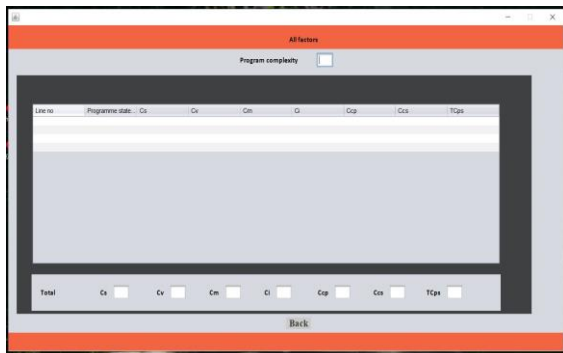 All factors
Program complexity
Line no Programme state... Cs Cv Cm Ci Ccp Ccs TCps
Total Cs Cv Cm Ci Ccp Ccs TCps
Back